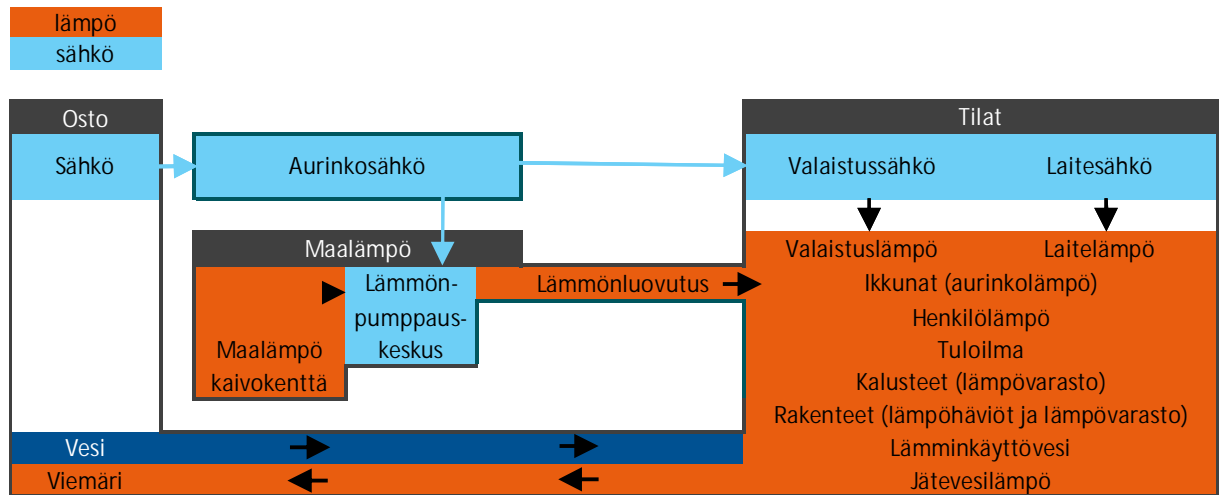 lämpö
sähkö
Osto
Tilat
Sähkö
Aurinkosähkö
Valaistussähkö
Laitesähkö
Maalämpö
Valaistuslämpö
Laitelämpö
Lämmön-
pumppaus-
keskus
Lämmönluovutus
Ikkunat (aurinkolämpö)
Henkilölämpö
Maalämpö
kaivokenttä
Tuloilma
Kalusteet (lämpövarasto)
Rakenteet (lämpöhäviöt ja lämpövarasto)
Vesi
Lämminkäyttövesi
Viemäri
Jätevesilämpö